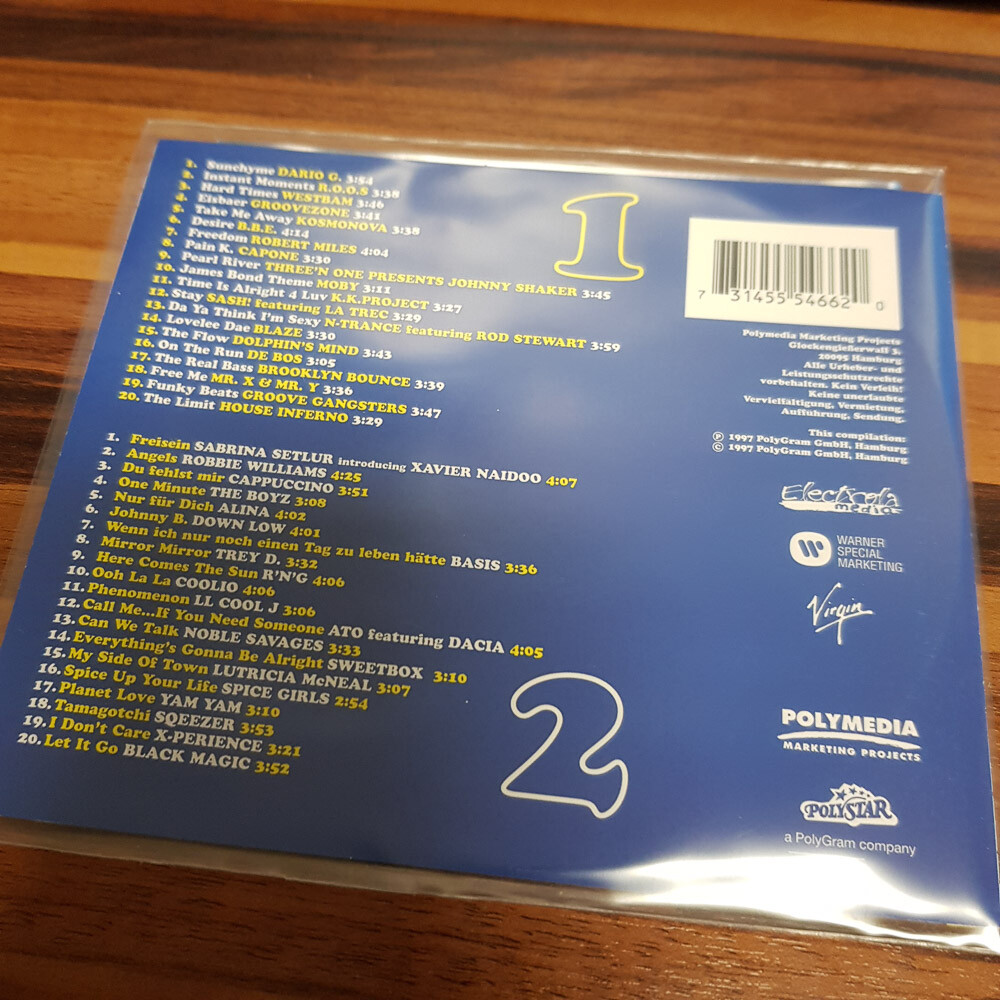 1. Sunchyme DARIO G. 3:54
2. Instant Moments R.O.O.S 3:38
3. Hard Times WESTBAM 3:46
4. Eisbaer GROOVEZONE 3:41
5. Take Me Away KOSMONOVA 3:38
6. Desire B.B.E. 4:14
7. Freedom ROBERT MILES 4:04
8. Pain K. CAPONE 3:30
9. Pearl River THREE'N ONE PRESENTS JOHNNY SHAKER 3:45
10. James Bond Theme MOBY 3:11
11. Time Is Alright 4 Luv K.K.PROJECT 3:27
12. Stay SASH! featuring LA TREC 3:29
13. Da Ya Think I'm Sexy N-TRANCE featuring ROD STEWART 3:59
14. Lovelee Dae BLAZE 3:30
15. The Flow DOLPHIN'S MIND 3:43
16. On The Run DE BOS 3:05
17. The Real Bass BROOKLYN BOUNCE 3:39
18. Free Me MR. X & MR. Y 3:36
19. Funky Beats GROOVE GANGSTERS 3:47
20. The Limit HOUSE INFERNO 3:29
1
1. Freisein SABRINA SETLUR introducing XAVIER NAIDOO 4:07
2. Angels ROBBIE WILLIAMS 4:25
3. Du fehlst mir CAPPUCCINO 3:51
4. One Minute THE BOYZ 3:08
5. Nur für Dich ALINA 4:02
6. Johnny B. DOWN LOW 4:01
7. Wenn ich nur noch einen Tag zu leben hätte BASIS 3:36
8. Mirror Mirror TREY D. 3:32
9. Here Comes The Sun R'N'G 4:06
10. Ooh La La COOLIO 4:06
11. Phenomenon LL COOL J 3:06
12. Call Me...If You Need Someone ATO featuring DACIA 4:05
13. Can We Talk NOBLE SAVAGES 3:33
14. Everything's Gonna Be Alright SWEETBOX 3:10
15. My Side Of Town LUTRICIA McNEAL 3:07
16. Spice Up Your Life SPICE GIRLS 2:54
17. Planet Love YAM YAM 3:10
18. Tamagotchi SQEEZER 3:53
19. I Don't Care X-PERIENCE 3:21
20. Let It Go BLACK MAGIC 3:52
2
7 31455 54662 0
Polymedia Marketing Projects
Glockengießerwall 3,
20095 Hamburg
Alle Urheber- und
Leistungsschutzrechte
vorbehalten. Kein Verleih!
Keine unerlaubte
Vervielfältigung, Vermietung,
Aufführung, Sendung.
This compilation:
℗ 1997 PolyGram GmbH, Hamburg
© 1997 PolyGram GmbH, Hamburg
Electrola
media
WARNER
SPECIAL
MARKETING
Virgin
POLYMEDIA
MARKETING PROJECTS
POLYSTAR
a PolyGram company